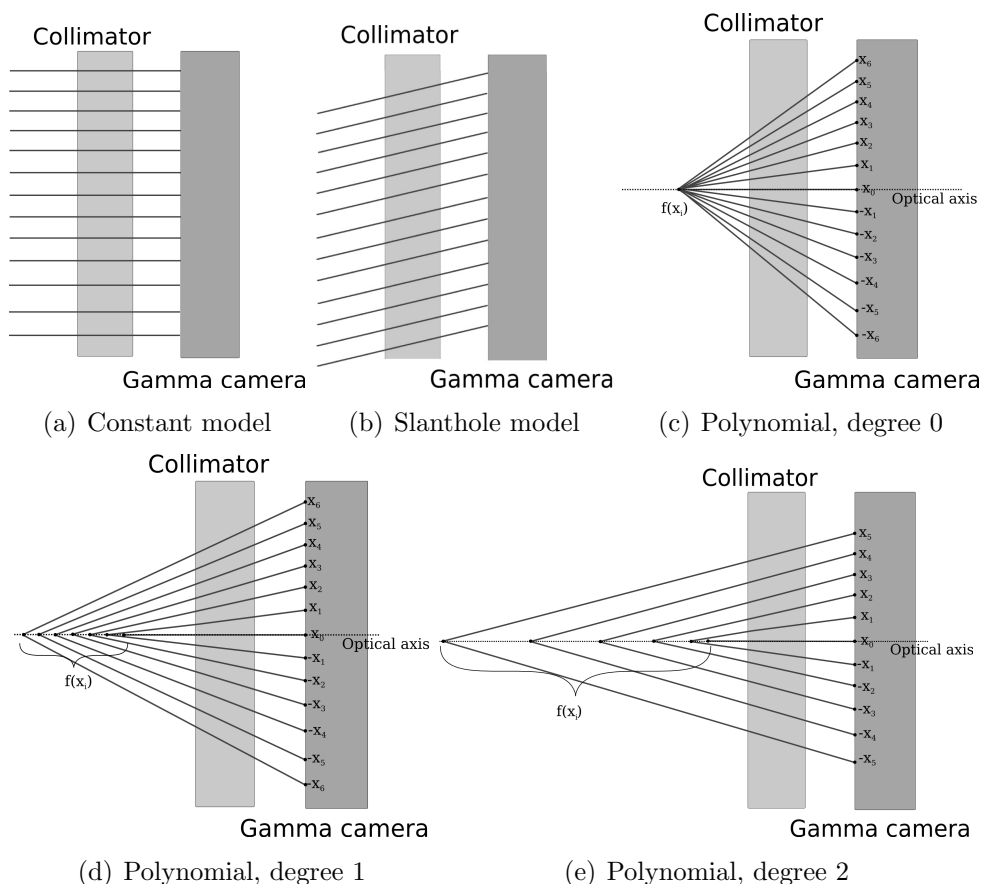 Collimator
Gamma camera
(a) Constant model
Collimator
Gamma camera
(b) Slanthole model
Collimator
x₆
x₅
x₄
x₃
x₂
x₁
x₀
-x₁
-x₂
-x₃
-x₄
-x₅
-x₆
f(xᵢ)
Optical axis
Gamma camera
(c) Polynomial, degree 0
Collimator
x₆
x₅
x₄
x₃
x₂
x₁
x₀
-x₁
-x₂
-x₃
-x₄
-x₅
-x₆
Optical axis
f(xᵢ)
Gamma camera
(d) Polynomial, degree 1
Collimator
x₅
x₄
x₃
x₂
x₁
x₀
-x₁
-x₂
-x₃
-x₄
-x₅
Optical axis
f(xᵢ)
Gamma camera
(e) Polynomial, degree 2